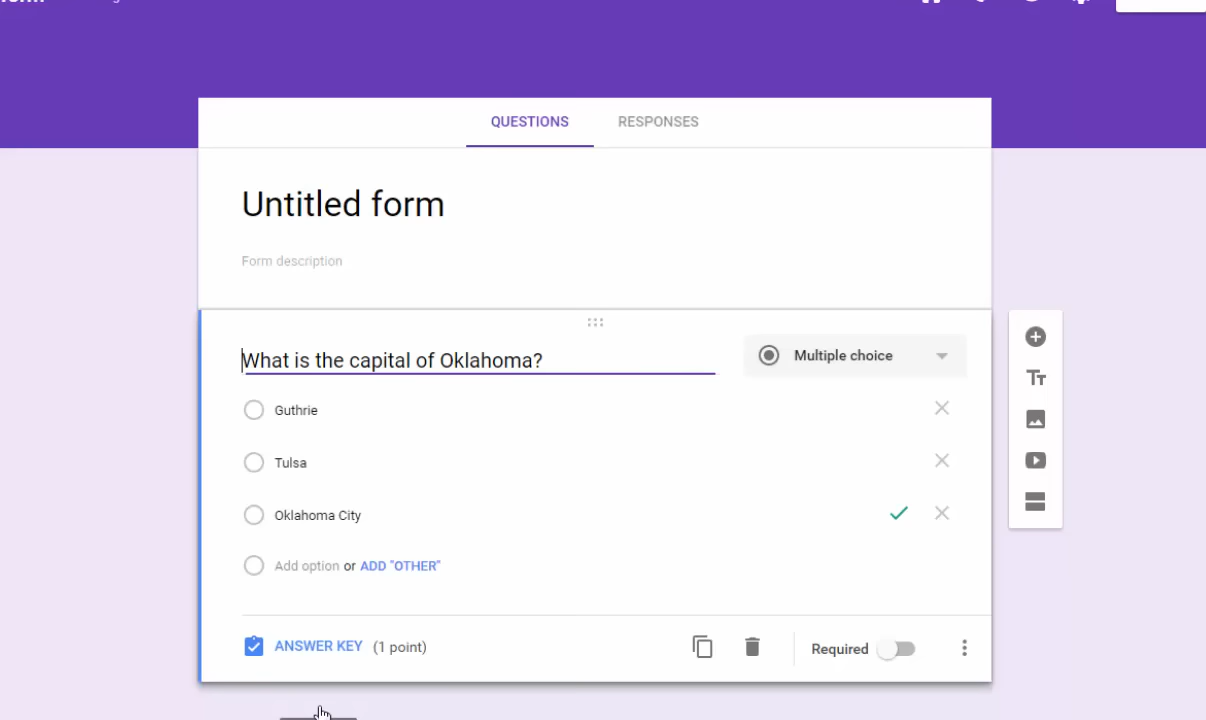 QUESTIONS RESPONSES
Untitled form
Form description
What is the capital of Oklahoma?
Multiple choice
Guthrie
Tulsa
Oklahoma City
Add option or ADD "OTHER"
ANSWER KEY (1 point)
Required